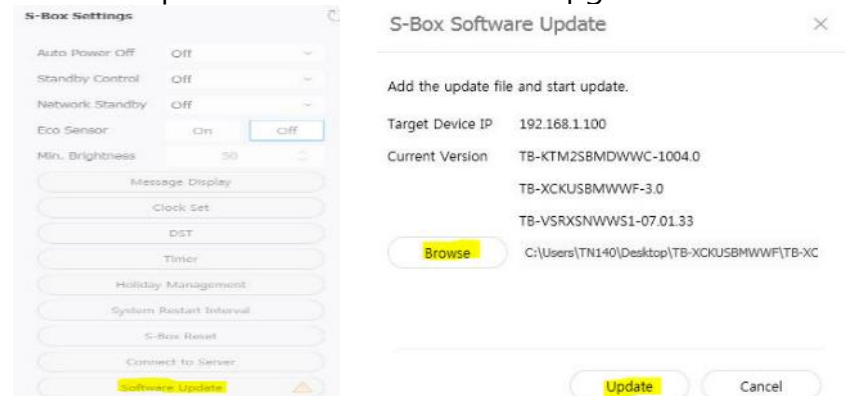 S-Box Settings
Auto Power Off Off
Standby Control Off
Network Standby Off
Eco Sensor On Off
Min. Brightness 50
Message Display
Clock Set
DST
Timer
Holiday Management
System Restart Interval
S-Box Reset
Connect to Server
Software Update
S-Box Software Update
Add the update file and start update.
Target Device IP 192.168.1.100
Current Version TB-KTM2SBMDWWC-1004.0
TB-XCKUSBMWWF-3.0
TB-VSRXSNWWS1-07.01.33
Browse C:\Users\TN140\Desktop\TB-XCKUSBMWWF\TB-XC
Update Cancel